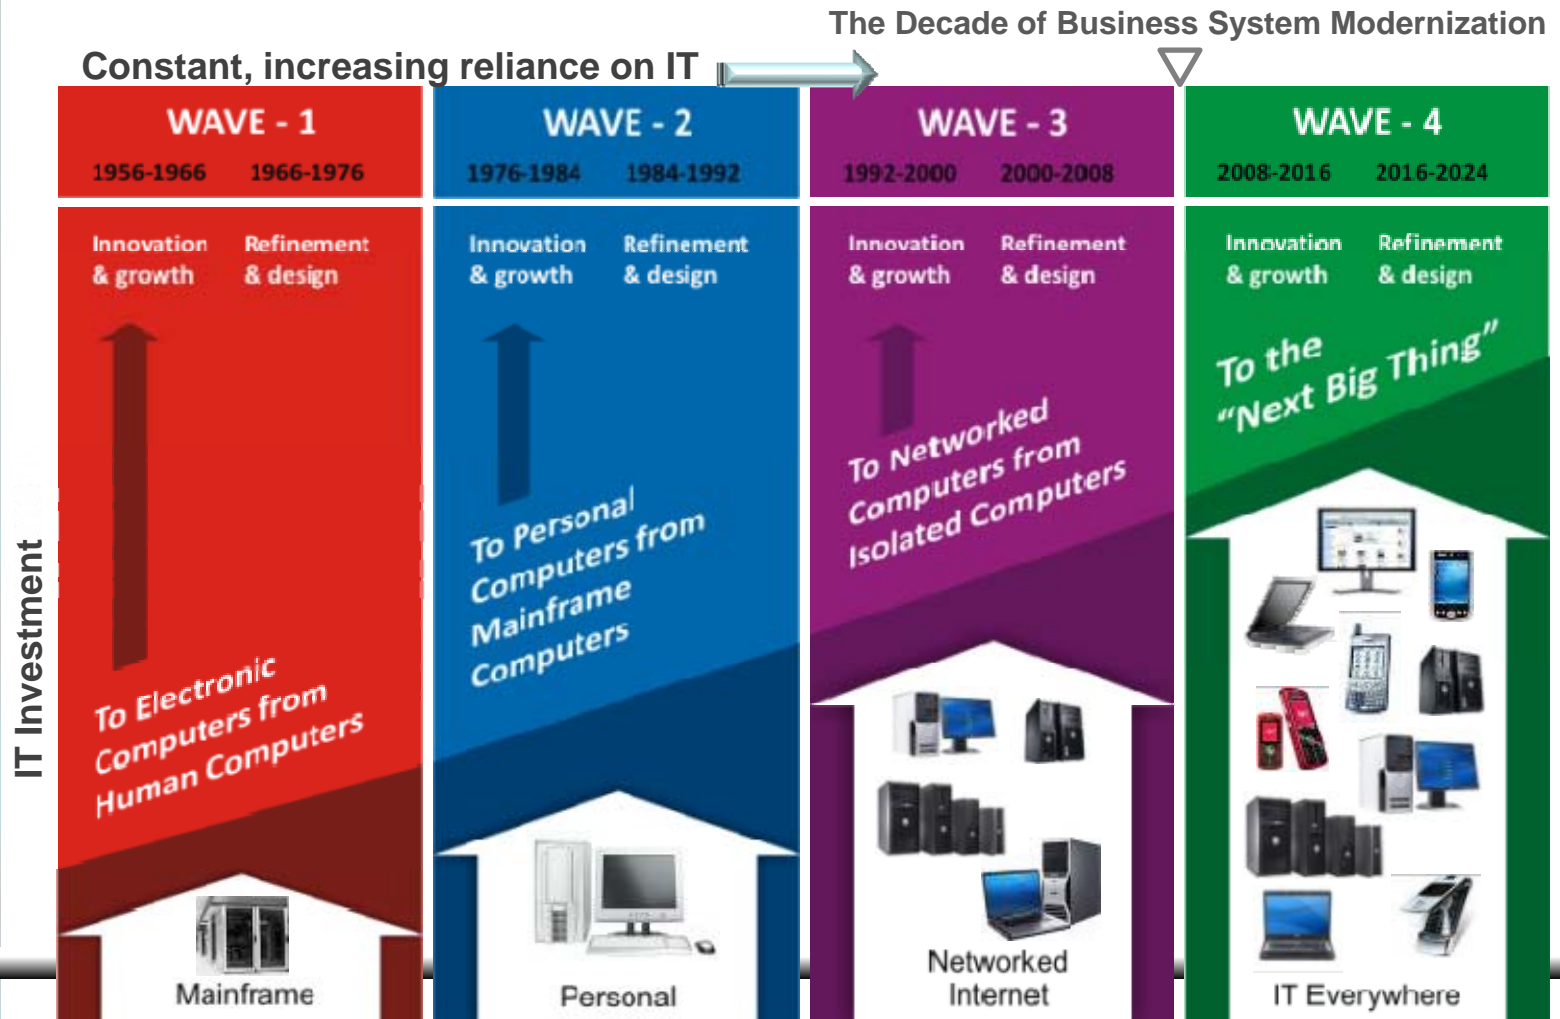 The Decade of Business System Modernization
Constant, increasing reliance on IT
IT Investment
WAVE - 1
1956-1966 1966-1976
Innovation
& growth
Refinement
& design
To Electronic
Computers from
Human Computers
Mainframe
WAVE - 2
1976-1984 1984-1992
Innovation
& growth
Refinement
& design
To Personal
Computers from
Mainframe
Computers
Personal
WAVE - 3
1992-2000 2000-2008
Innovation
& growth
Refinement
& design
To Networked
Computers from
Isolated Computers
Networked
Internet
WAVE - 4
2008-2016 2016-2024
Innovation
& growth
Refinement
& design
To the
“Next Big Thing”
IT Everywhere